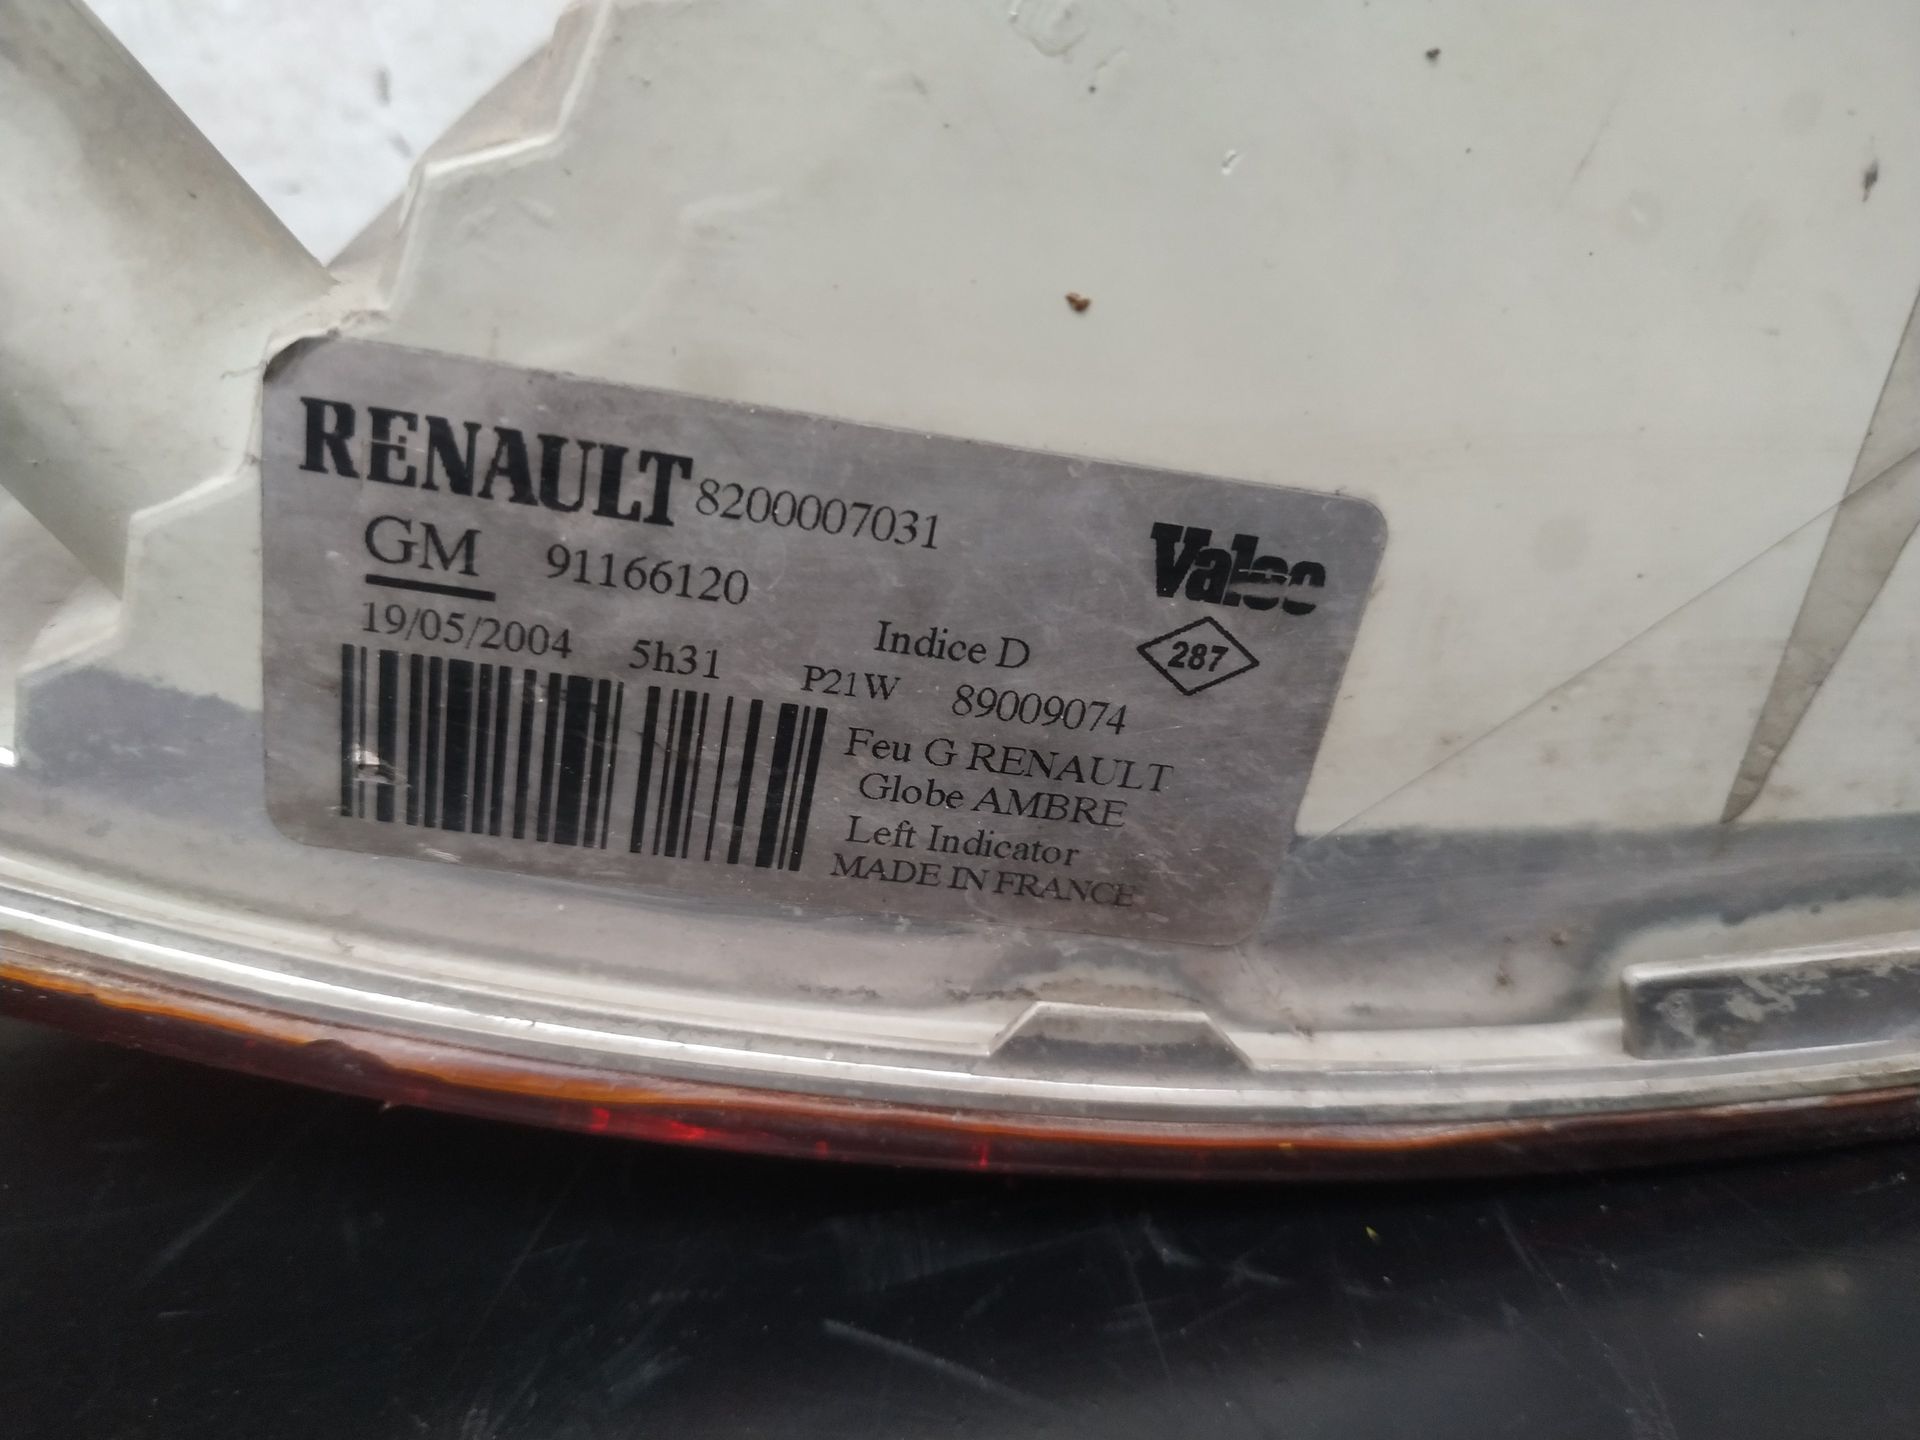 RENAULT 8200007031
GM 91166120
Valeo
19/05/2004 5h31 Indice D
287
P21W 89009074
Feu G RENAULT
Globe AMBRE
Left Indicator
MADE IN FRANCE